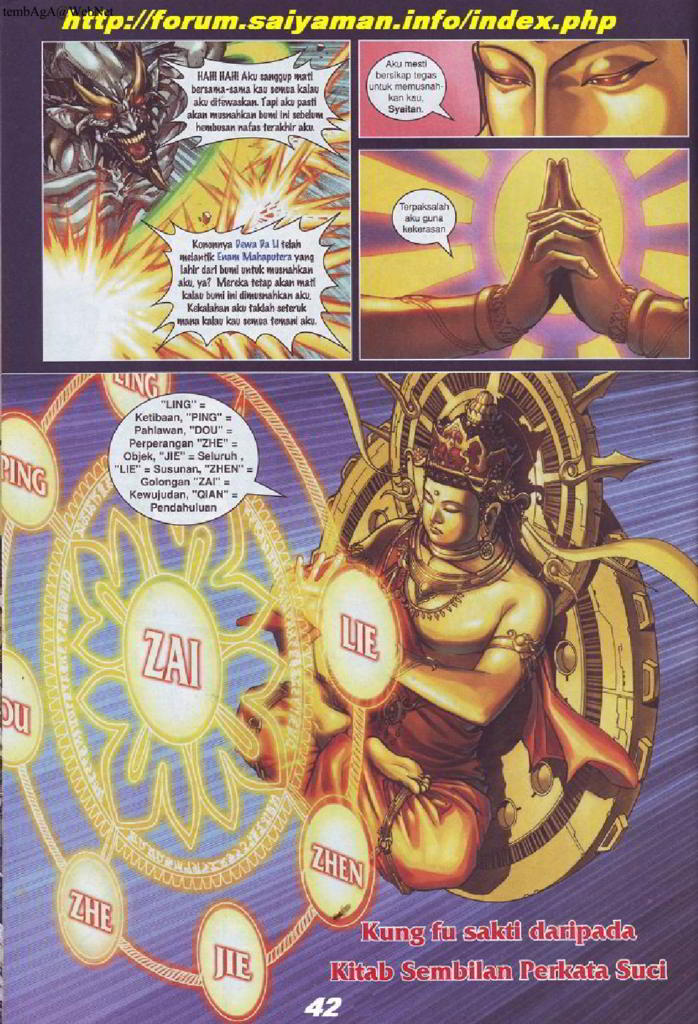 tembAgA@WebNet
http://forum.saiyaman.info/index.php
HAH! HAH! Aku sanggup mati
bersama-sama kau semua kalau
aku ditewaskan. Tapi aku pasti
akan musnahkan bumi ini sebelum
hembusan nafas terakhir aku.
Kononnya Dewa Da Li telah
melantik Enam Mahaputera yang
lahir dari bumi untuk musnahkan
aku, ya? Mereka tetap akan mati
kalau bumi ini dimusnahkan aku.
Kekalahan aku taklah seteruk
mana kalau kau semua temani aku.
Aku mesti
bersikap tegas
untuk memusnah-
kan kau,
Syaitan.
Terpaksalah
aku guna
kekerasan
"LING" =
Ketibaan, "PING" =
Pahlawan, "DOU" =
Perperangan "ZHE" =
Objek, "JIE" = Seluruh ,
"LIE" = Susunan, "ZHEN" =
Golongan "ZAI" =
Kewujudan, "QIAN" =
Pendahuluan
LING
PING
ZAI
LIE
OU
ZHEN
ZHE
JIE
Kung fu sakti daripada
Kitab Sembilan Perkata Suci
42